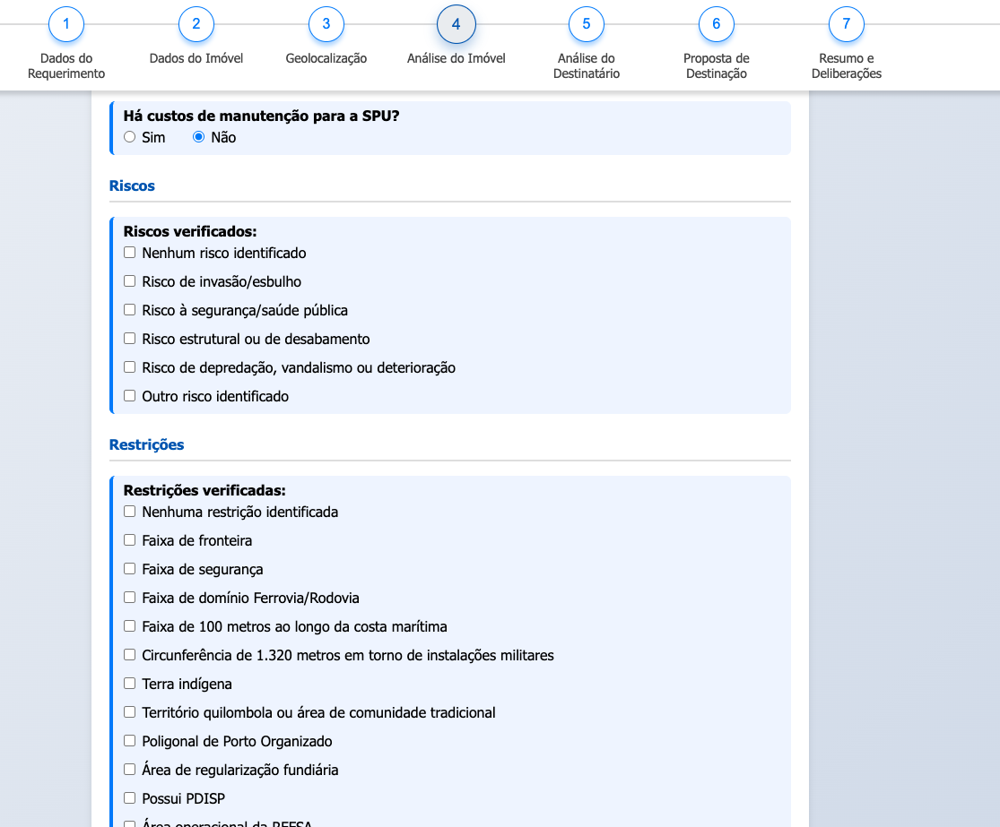 1
2
3
4
5
6
7
Dados do
Requerimento
Dados do Imóvel
Geolocalização
Análise do Imóvel
Análise do
Destinatário
Proposta de
Destinação
Resumo e
Deliberações
Há custos de manutenção para a SPU?
Sim Não
Riscos
Riscos verificados:
Nenhum risco identificado
Risco de invasão/esbulho
Risco à segurança/saúde pública
Risco estrutural ou de desabamento
Risco de depredação, vandalismo ou deterioração
Outro risco identificado
Restrições
Restrições verificadas:
Nenhuma restrição identificada
Faixa de fronteira
Faixa de segurança
Faixa de domínio Ferrovia/Rodovia
Faixa de 100 metros ao longo da costa marítima
Circunferência de 1.320 metros em torno de instalações militares
Terra indígena
Território quilombola ou área de comunidade tradicional
Poligonal de Porto Organizado
Área de regularização fundiária
Possui PDISP
Área operacional da RFFSA